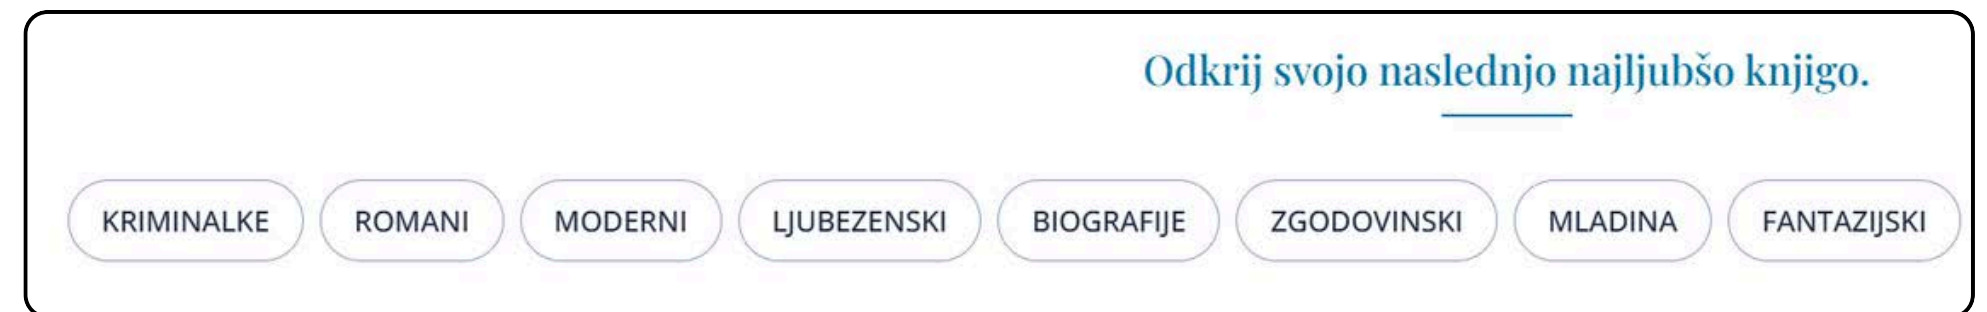 Odkrij svojo naslednjo najljubšo knjigo.
KRIMINALKE ROMANI MODERNI LJUBEZENSKI BIOGRAFIJE ZGODOVINSKI MLADINA FANTAZIJSKI